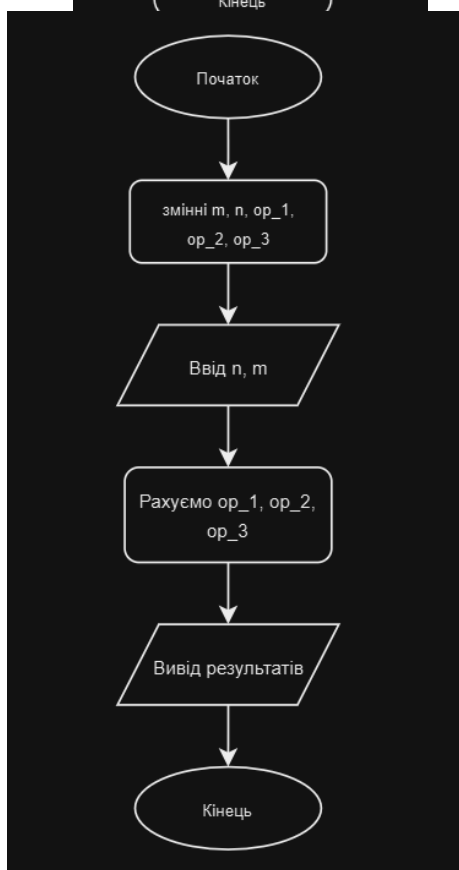 Кінець
Початок
змінні m, n, op_1,
op_2, op_3
Ввід n, m
Рахуємо op_1, op_2,
op_3
Вивід результатів
Кінець